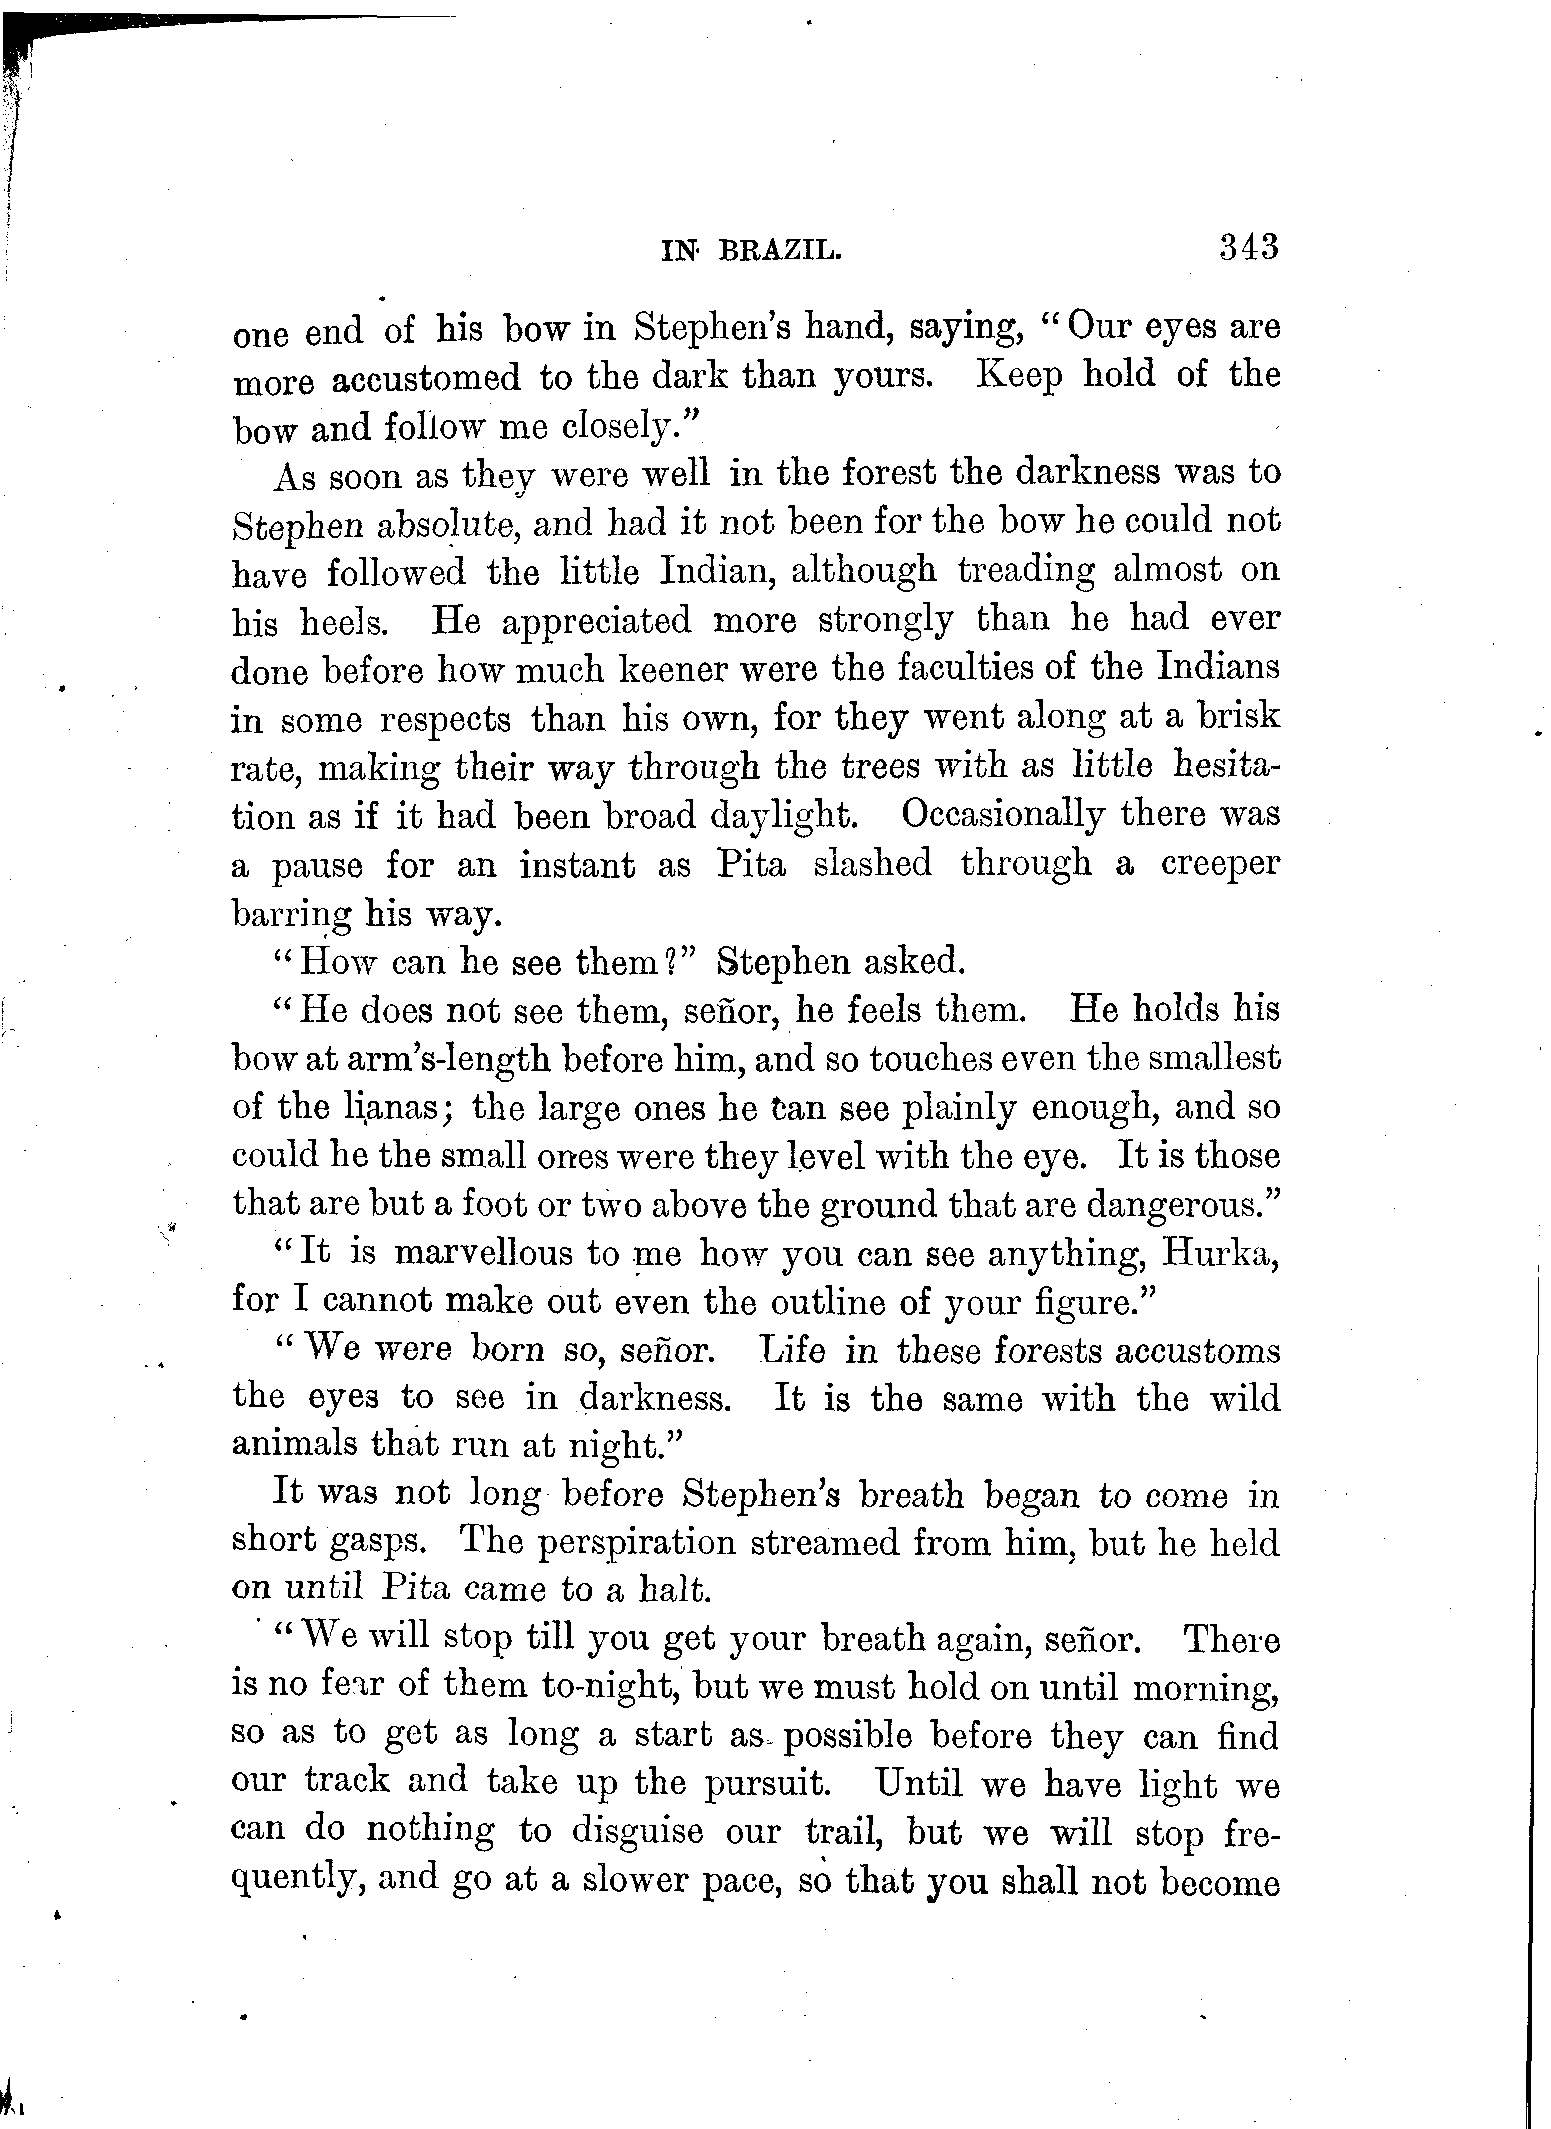 IN BRAZIL. 343
one end of his bow in Stephen's hand, saying, "Our eyes are
more accustomed to the dark than yours. Keep hold of the
bow and follow me closely."
As soon as they were well in the forest the darkness was to
Stephen absolute, and had it not been for the bow he could not
have followed the little Indian, although treading almost on
his heels. He appreciated more strongly than he had ever
done before how much keener were the faculties of the Indians
in some respects than his own, for they went along at a brisk
rate, making their way through the trees with as little hesita-
tion as if it had been broad daylight. Occasionally there was
a pause for an instant as Pita slashed through a creeper
barring his way.
"How can he see them?" Stephen asked.
"He does not see them, señor, he feels them. He holds his
bow at arm's-length before him, and so touches even the smallest
of the lianas; the large ones he can see plainly enough, and so
could he the small ones were they level with the eye. It is those
that are but a foot or two above the ground that are dangerous."
"It is marvellous to me how you can see anything, Hurka,
for I cannot make out even the outline of your figure."
"We were born so, señor. Life in these forests accustoms
the eyes to see in darkness. It is the same with the wild
animals that run at night."
It was not long before Stephen's breath began to come in
short gasps. The perspiration streamed from him, but he held
on until Pita came to a halt.
"We will stop till you get your breath again, señor. There
is no fear of them to-night, but we must hold on until morning,
so as to get as long a start as possible before they can find
our track and take up the pursuit. Until we have light we
can do nothing to disguise our trail, but we will stop fre-
quently, and go at a slower pace, so that you shall not become